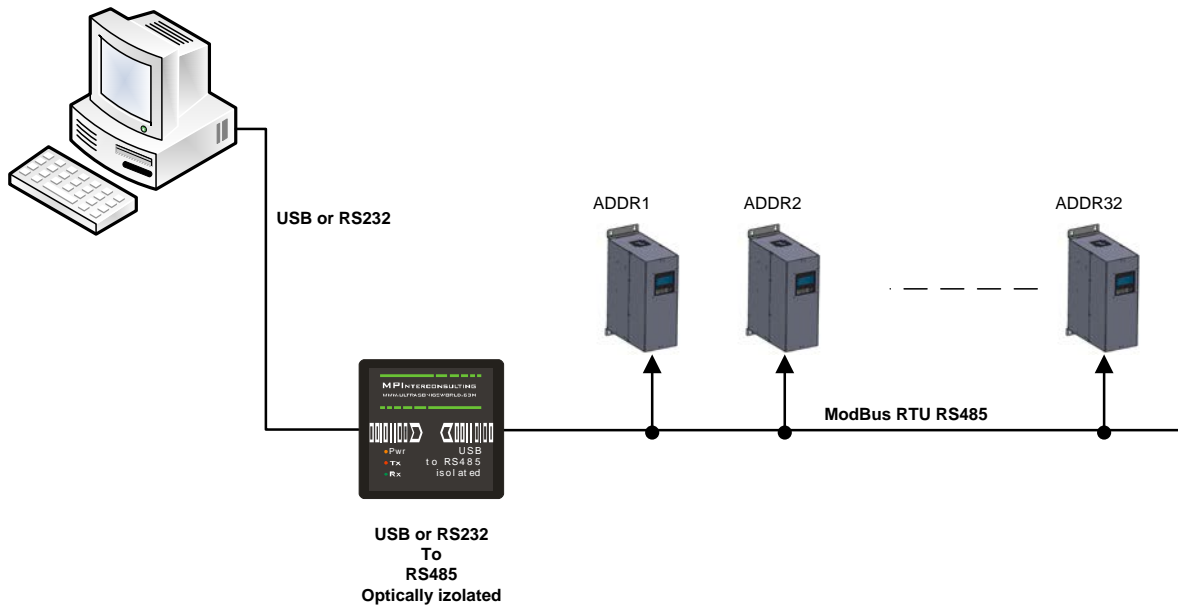 USB or RS232
ADDR1
ADDR2
ADDR32
ModBus RTU RS485
MPINTERCONSULTING
Pwr
USB
Tx
to RS485
Rx
isolated
USB or RS232
To
RS485
Optically izolated